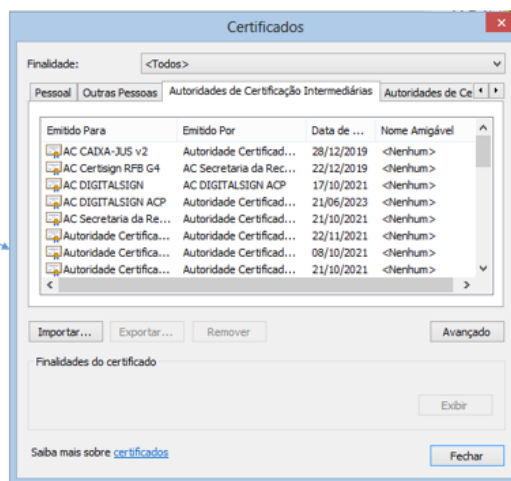 Certificados
Finalidade: <Todos>
Pessoal Outras Pessoas Autoridades de Certificação Intermediárias Autoridades de Ce
Emitido Para Emitido Por Data de ... Nome Amigável
AC CAIXA-JUS v2 Autoridade Certificad... 28/12/2019 <Nenhum>
AC Certisign RFB G4 AC Secretaria da Rec... 22/12/2019 <Nenhum>
AC DIGITALSIGN AC DIGITALSIGN ACP 17/10/2021 <Nenhum>
AC DIGITALSIGN ACP Autoridade Certificad... 21/06/2023 <Nenhum>
AC Secretaria da Re... Autoridade Certificad... 21/10/2021 <Nenhum>
Autoridade Certifica... Autoridade Certificad... 22/11/2021 <Nenhum>
Autoridade Certifica... Autoridade Certificad... 08/10/2021 <Nenhum>
Autoridade Certifica... Autoridade Certificad... 21/10/2021 <Nenhum>
Importar... Exportar... Remover Avançado
Finalidades do certificado
Exibir
Saiba mais sobre certificados
Fechar